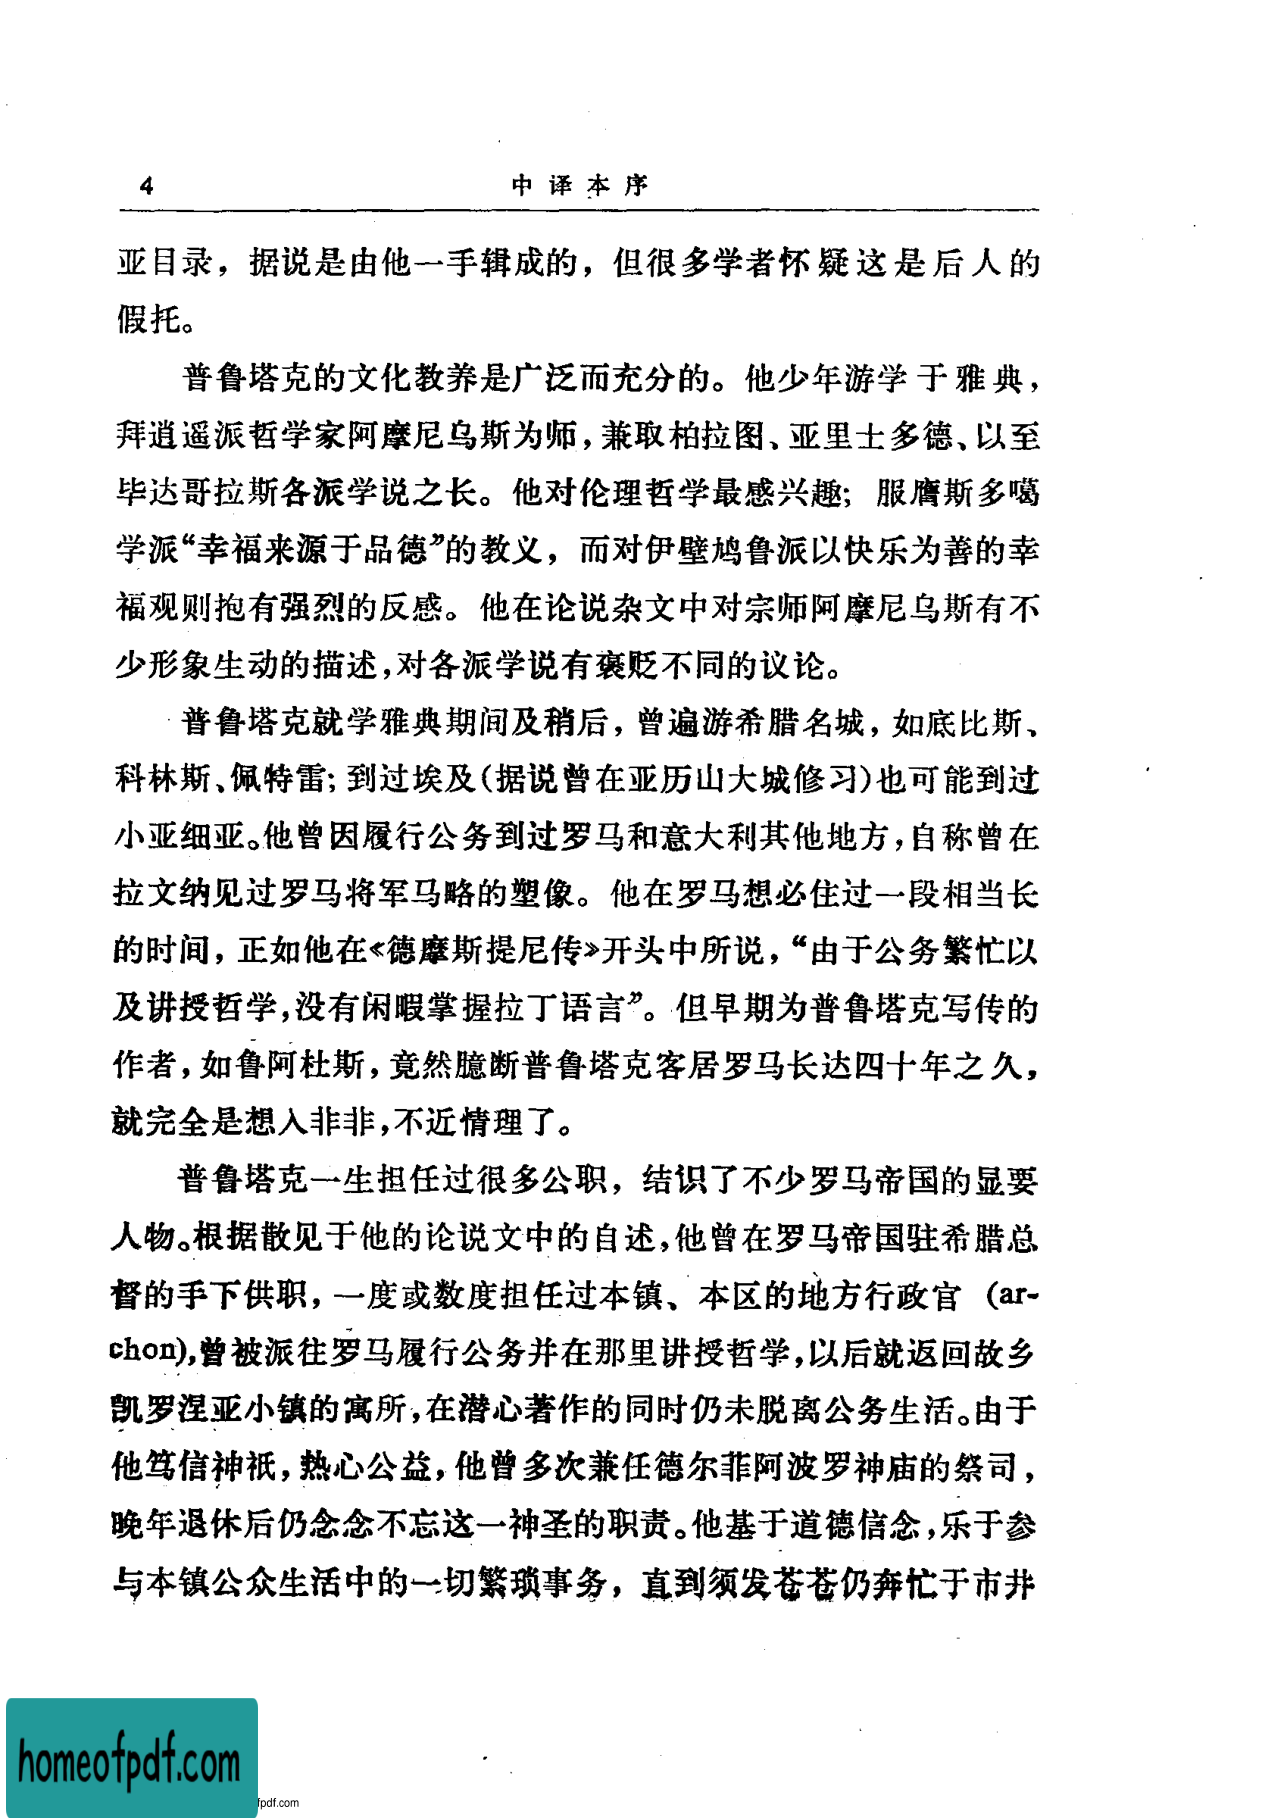 4
中译本序
亚目录，据说是由他一手辑成的，但很多学者怀疑这是后人的
假托。
普鲁塔克的文化教养是广泛而充分的。他少年游学于雅典，
拜逍遥派哲学家阿摩尼乌斯为师，兼取柏拉图、亚里士多德、以至
毕达哥拉斯各派学说之长。他对伦理哲学最感兴趣；服膺斯多噶
学派“幸福来源于品德”的教义，而对伊壁鸠鲁派以快乐为善的幸
福观则抱有强烈的反感。他在论说杂文中对宗师阿摩尼乌斯有不
少形象生动的描述，对各派学说有褒贬不同的议论。
普鲁塔克就学雅典期间及稍后，曾遍游希腊名城，如底比斯、
科林斯、佩特雷；到过埃及（据说曾在亚历山大城修习）也可能到过
小亚细亚。他曾因履行公务到过罗马和意大利其他地方，自称曾在
拉文纳见过罗马将军马略的塑像。他在罗马想必住过一段相当长
的时间，正如他在《德摩斯提尼传》开头中所说，“由于公务繁忙以
及讲授哲学，没有闲暇掌握拉丁语言”。但早期为普鲁塔克写传的
作者，如鲁阿杜斯，竟然臆断普鲁塔克客居罗马长达四十年之久，
就完全是想入非非，不近情理了。
普鲁塔克一生担任过很多公职，结识了不少罗马帝国的显要
人物。根据散见于他的论说文中的自述，他曾在罗马帝国驻希腊总
督的手下供职，一度或数度担任过本镇、本区的地方行政官（ar-
chon），曾被派往罗马履行公务并在那里讲授哲学，以后就返回故乡
凯罗涅亚小镇的寓所，在潜心著作的同时仍未脱离公务生活。由于
他笃信神祇，热心公益，他曾多次兼任德尔菲阿波罗神庙的祭司，
晚年退休后仍念念不忘这一神圣的职责。他基于道德信念，乐于参
与本镇公众生活中的一切繁琐事务，直到须发苍苍仍奔忙于市井
homeofpdf.com
fpdf.com